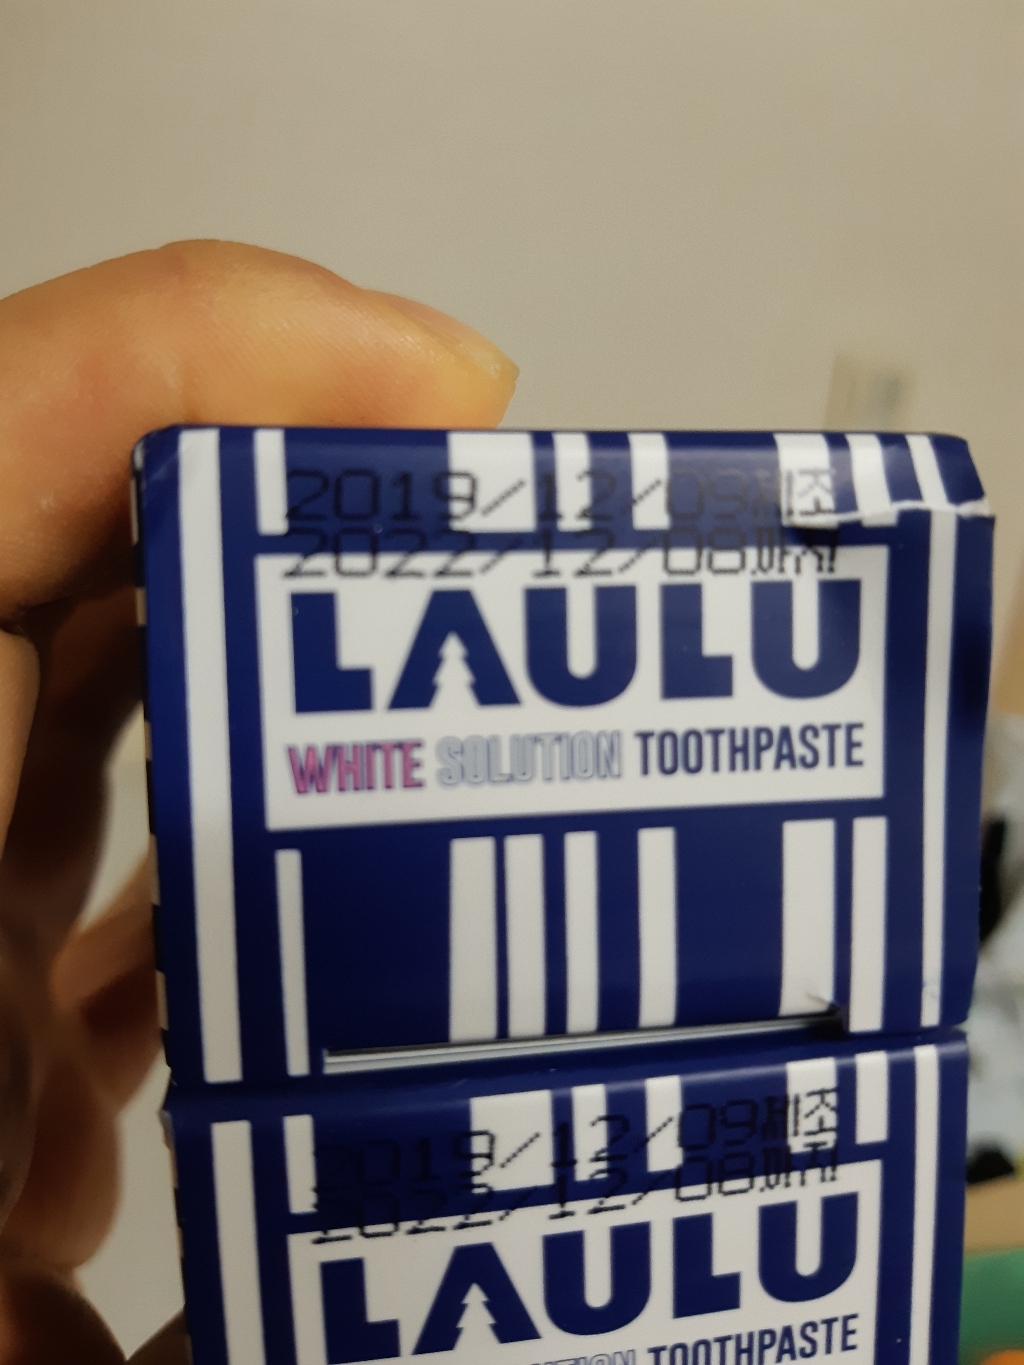 2019/12/09제조
2022/12/08까지
LAULU
WHITE SOLUTION TOOTHPASTE
2019/12/09제조
2022/12/08까지
LAULU
TOOTHPASTE